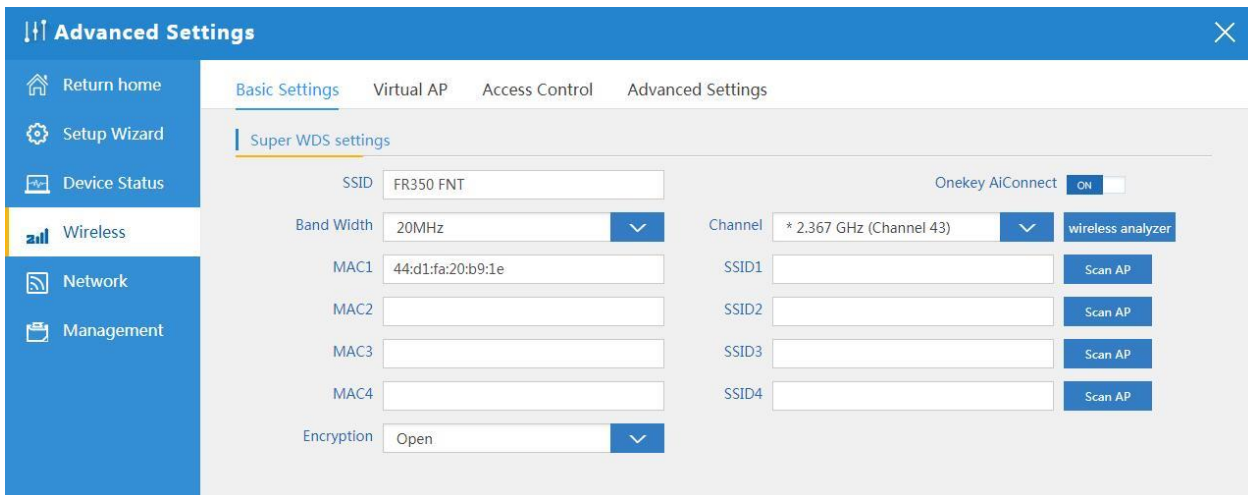 Advanced Settings
Return home
Setup Wizard
Device Status
Wireless
Network
Management
Basic Settings Virtual AP Access Control Advanced Settings
Super WDS settings
SSID FR350 FNT Onekey AiConnect ON
Band Width 20MHz Channel * 2.367 GHz (Channel 43) wireless analyzer
MAC1 44:d1:fa:20:b9:1e SSID1 Scan AP
MAC2 SSID2 Scan AP
MAC3 SSID3 Scan AP
MAC4 SSID4 Scan AP
Encryption Open